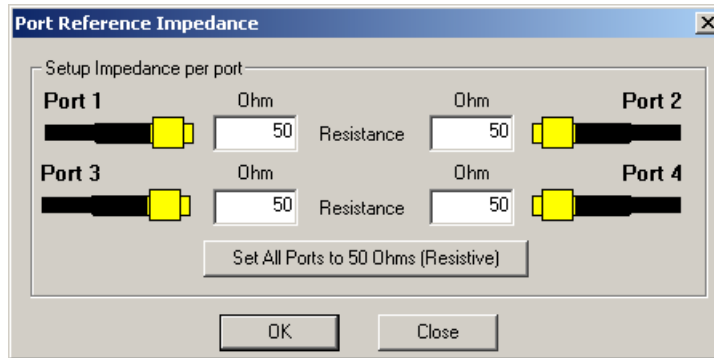 Port Reference Impedance
Setup Impedance per port
Port 1 Ohm Ohm Port 2
50 Resistance 50
Port 3 Ohm Ohm Port 4
50 Resistance 50
Set All Ports to 50 Ohms (Resistive)
OK Close